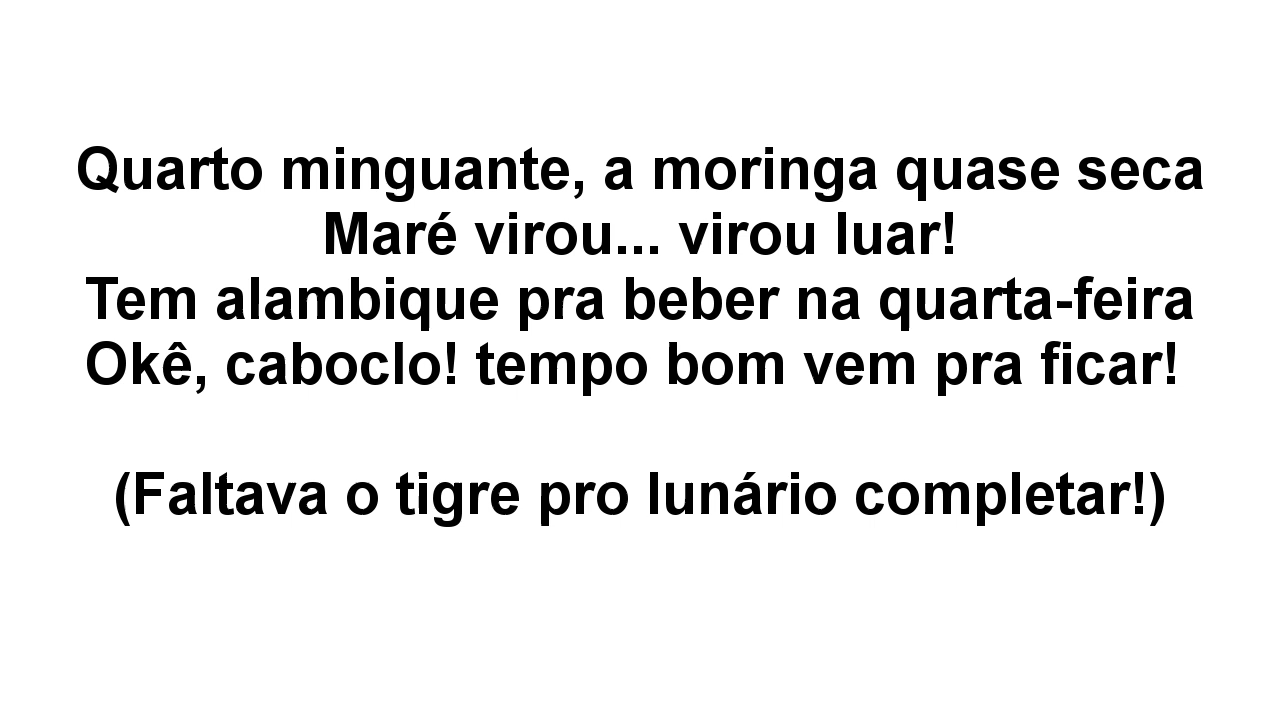 Quarto minguante, a moringa quase seca
Maré virou... virou luar!
Tem alambique pra beber na quarta-feira
Okê, caboclo! tempo bom vem pra ficar!
(Faltava o tigre pro lunário completar!)